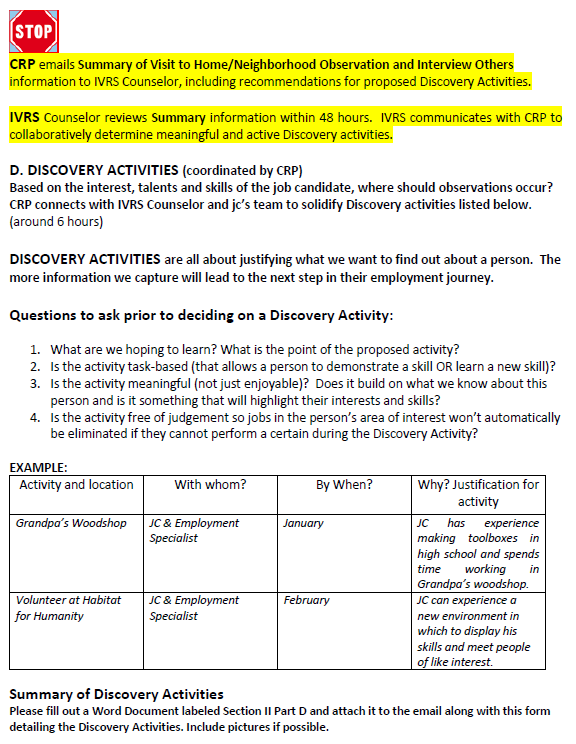 STOP
CRP emails Summary of Visit to Home/Neighborhood Observation and Interview Others
information to IVRS Counselor, including recommendations for proposed Discovery Activities.
IVRS Counselor reviews Summary information within 48 hours.  IVRS communicates with CRP to
collaboratively determine meaningful and active Discovery activities.
D. DISCOVERY ACTIVITIES (coordinated by CRP)
Based on the interest, talents and skills of the job candidate, where should observations occur?
CRP connects with IVRS Counselor and jc's team to solidify Discovery activities listed below.
(around 6 hours)
DISCOVERY ACTIVITIES are all about justifying what we want to find out about a person.  The
more information we capture will lead to the next step in their employment journey.
Questions to ask prior to deciding on a Discovery Activity:
1. What are we hoping to learn? What is the point of the proposed activity?
2. Is the activity task-based (that allows a person to demonstrate a skill OR learn a new skill)?
3. Is the activity meaningful (not just enjoyable)?  Does it build on what we know about this
person and is it something that will highlight their interests and skills?
4. Is the activity free of judgement so jobs in the person's area of interest won't automatically
be eliminated if they cannot perform a certain during the Discovery Activity?
EXAMPLE:
Activity and location
With whom?
By When?
Why? Justification for
activity
Grandpa's Woodshop
JC & Employment
Specialist
January
JC has experience
making toolboxes in
high school and spends
time working in
Grandpa's woodshop.
Volunteer at Habitat
for Humanity
JC & Employment
Specialist
February
JC can experience a
new environment in
which to display his
skills and meet people
of like interest.
Summary of Discovery Activities
Please fill out a Word Document labeled Section II Part D and attach it to the email along with this form
detailing the Discovery Activities. Include pictures if possible.